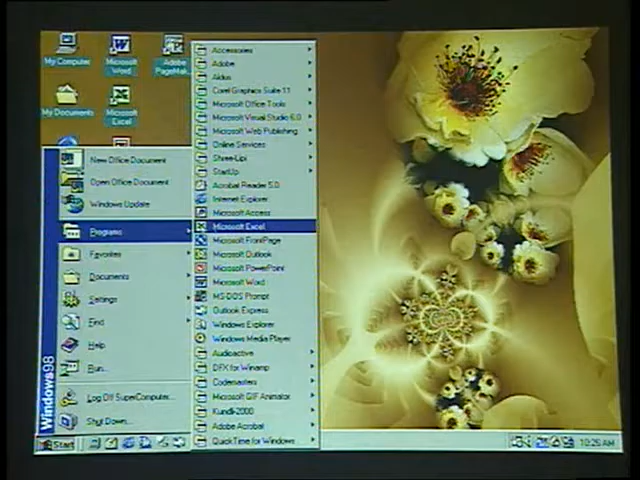 My Computer
Microsoft Word
Adobe PageMak...
My Documents
Microsoft Excel
New Office Document
Open Office Document
Windows Update
Programs
Favorites
Documents
Settings
Find
Help
Run...
Log Off SuperComputer...
Shut Down...
Windows98
Accessories
Adobe
Aldus
Corel Graphics Suite 11
Microsoft Office Tools
Microsoft Visual Studio 6.0
Microsoft Web Publishing
Online Services
Shree-Lipi
StartUp
Acrobat Reader 5.0
Internet Explorer
Microsoft Access
Microsoft Excel
Microsoft FrontPage
Microsoft Outlook
Microsoft PowerPoint
Microsoft Word
MS-DOS Prompt
Outlook Express
Windows Explorer
Windows Media Player
Audioactive
DFX for Winamp
Codemasters
Microsoft GIF Animator
Kundli-2000
Adobe Acrobat
QuickTime for Windows
Start
10:26 AM